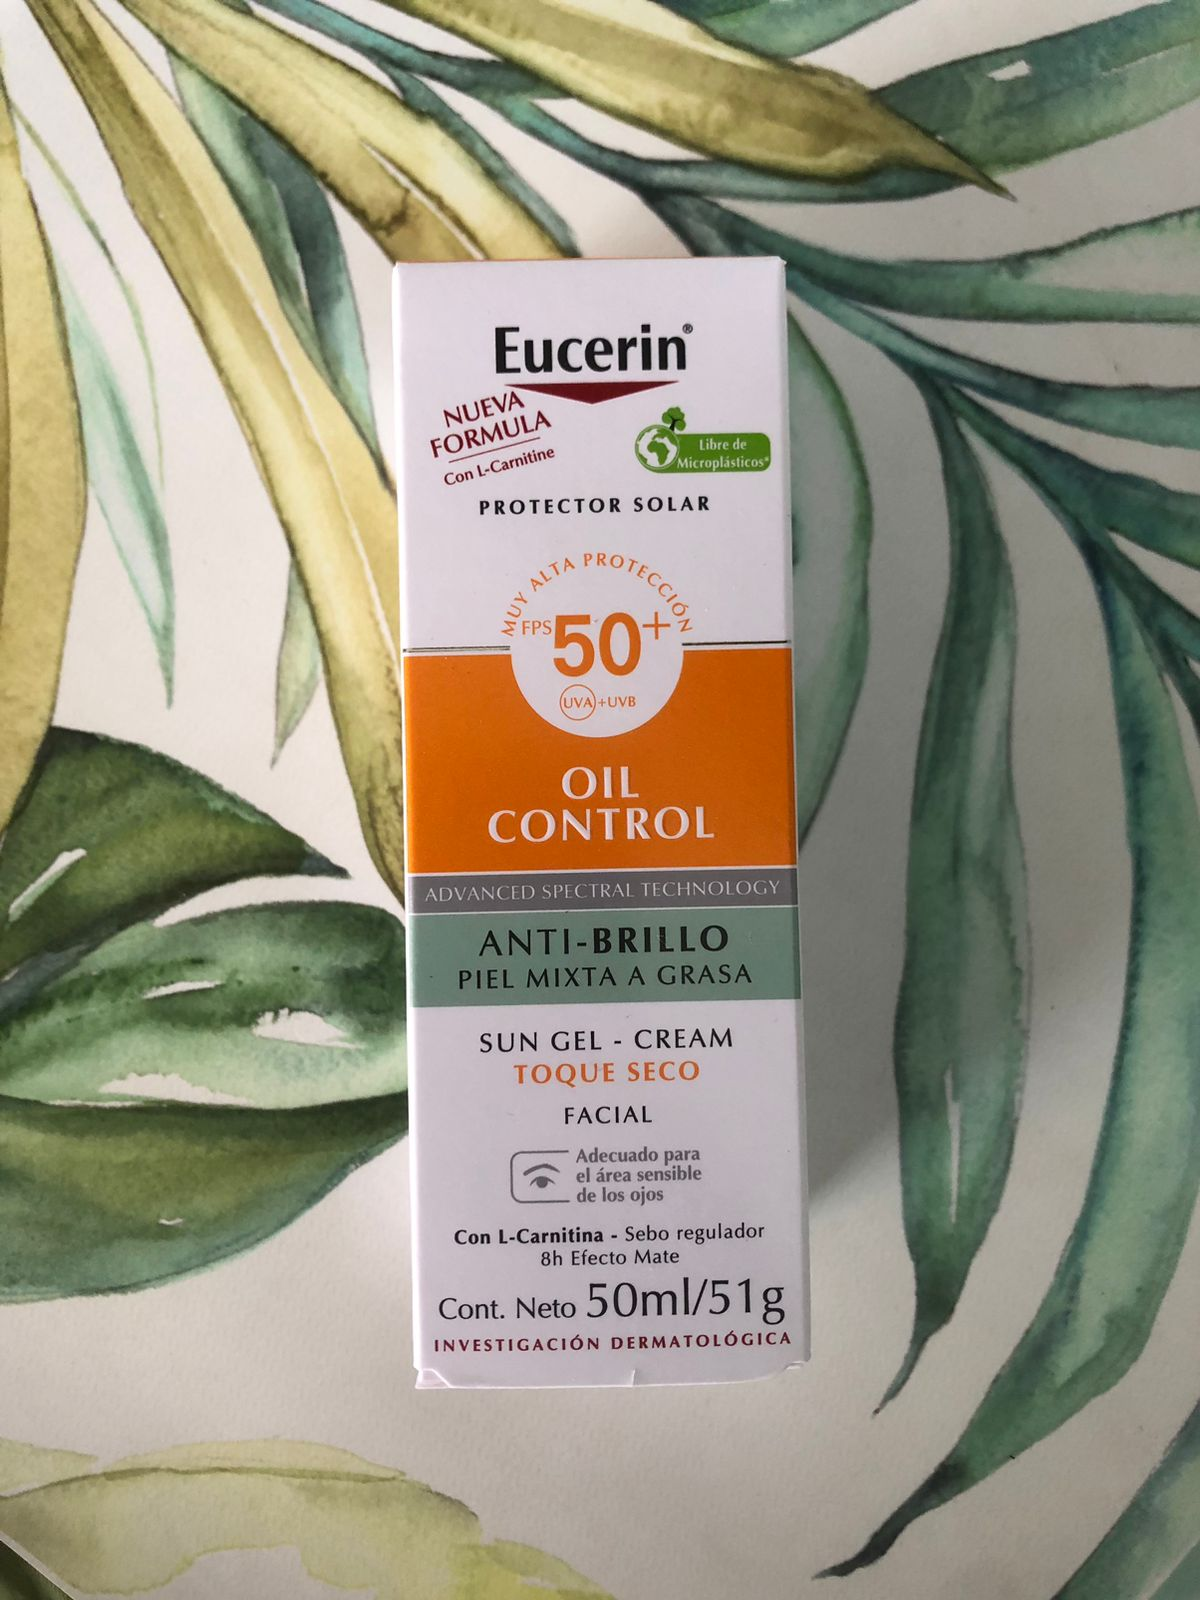 Eucerin®
NUEVA
FORMULA
Con L-Carnitine
Libre de
Microplásticos*
PROTECTOR SOLAR
MUY ALTA PROTECCIÓN
FPS 50+
UVA+UVB
OIL
CONTROL
ADVANCED SPECTRAL TECHNOLOGY
ANTI-BRILLO
PIEL MIXTA A GRASA
SUN GEL - CREAM
TOQUE SECO
FACIAL
Adecuado para
el área sensible
de los ojos
Con L-Carnitina - Sebo regulador
8h Efecto Mate
Cont. Neto 50ml/51g
INVESTIGACIÓN DERMATOLÓGICA